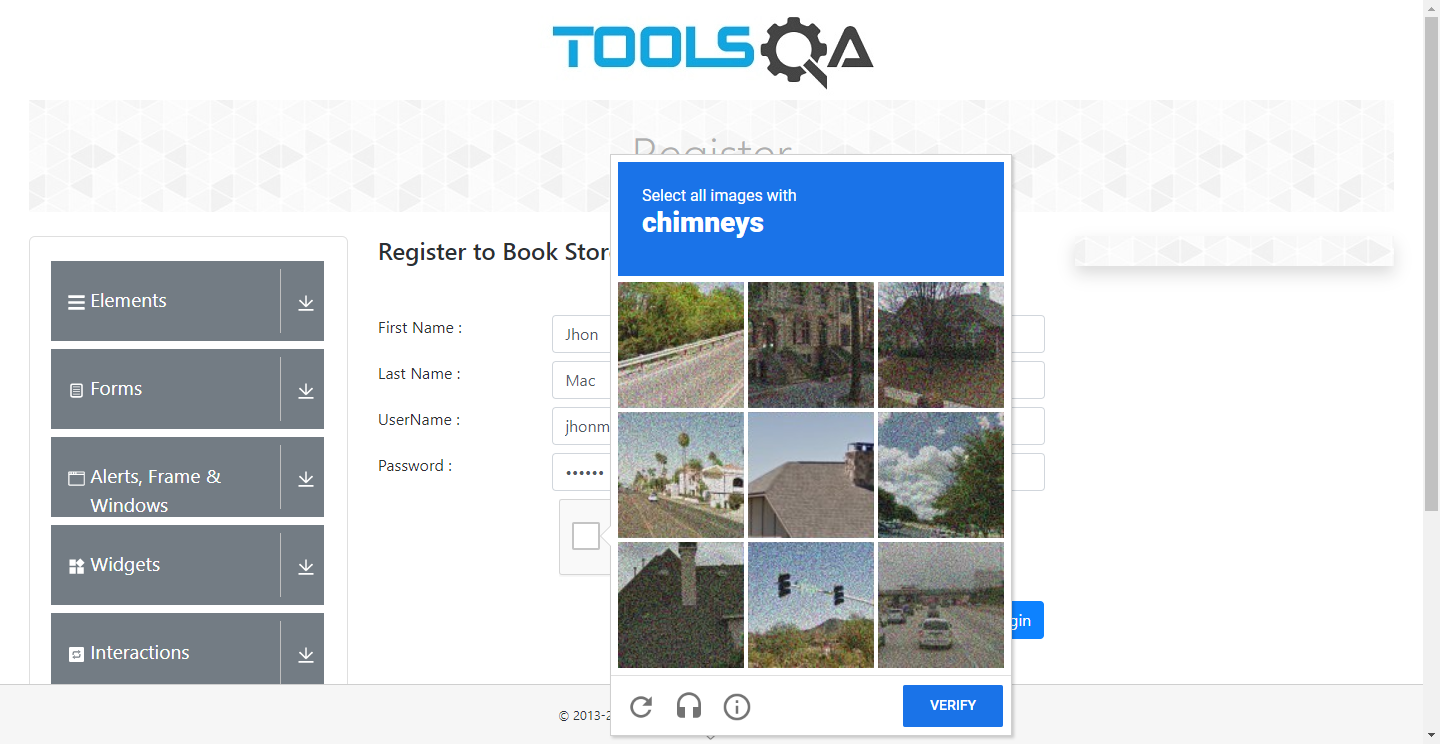 TOOLSQA
Register
Select all images with
chimneys
Register to Book Stor
Elements
First Name :
Jhon
Last Name :
Mac
Forms
UserName :
jhonm
Password :
••••••
Alerts, Frame &
Windows
Widgets
gin
Interactions
VERIFY
© 2013-2